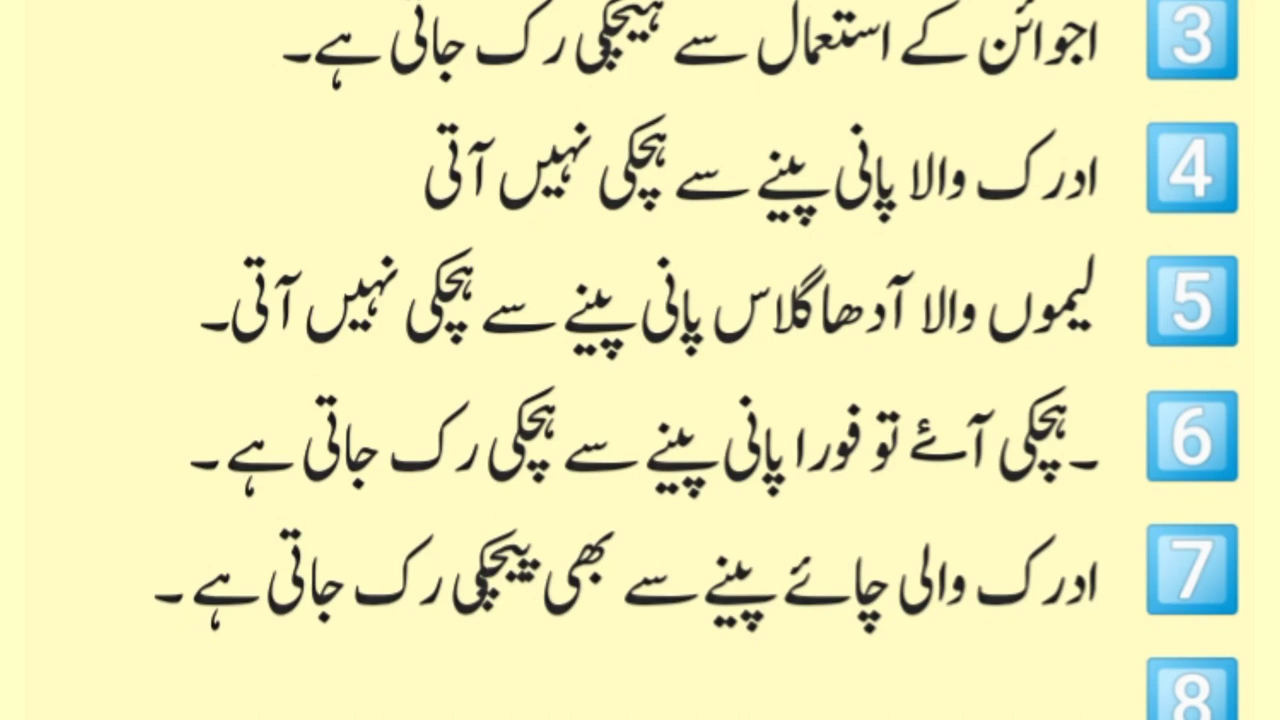 3 اجوائن کے استعمال سے ہیچکی رک جاتی ہے۔
4 ادرک والا پانی پینے سے ہچکی نہیں آتی
5 لیموں والا آدھا گلاس پانی پینے سے ہچکی نہیں آتی۔
6 ۔ہچکی آئے تو فورا پانی پینے سے ہچکی رک جاتی ہے ۔
7 ادرک والی چائے پینے سے بھی پیچکی رک جاتی ہے ۔
8